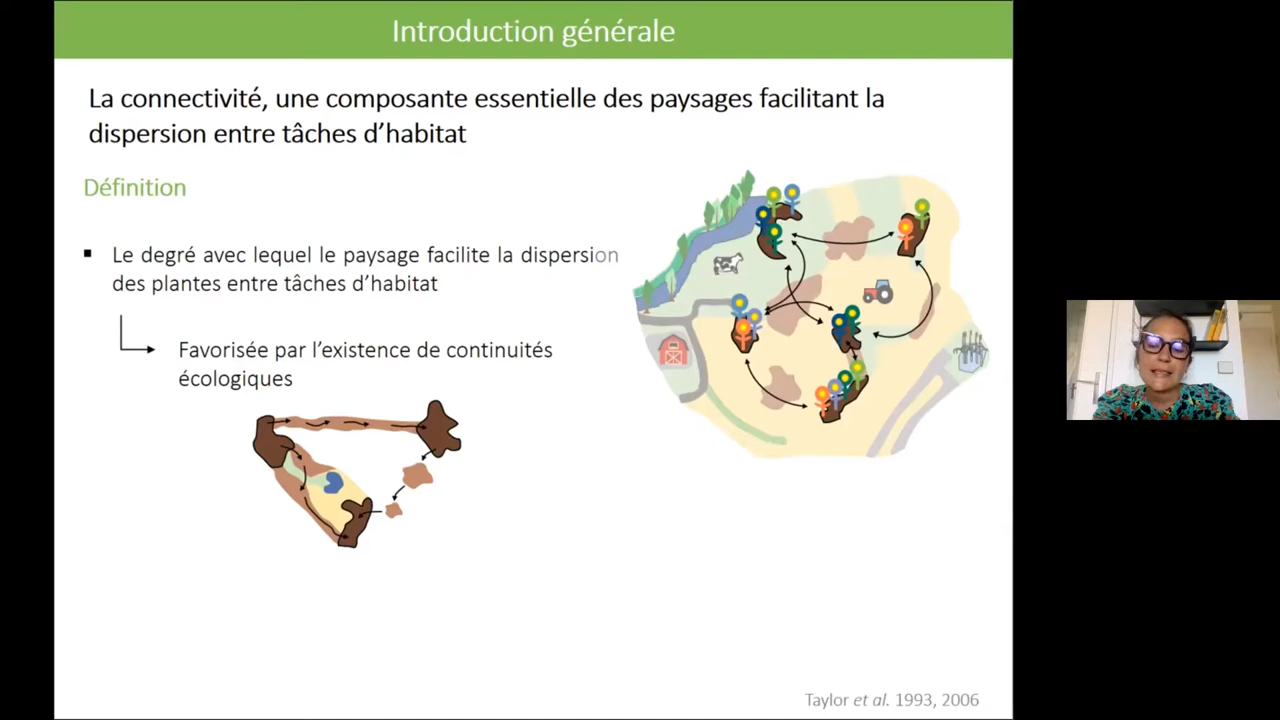 Introduction générale
La connectivité, une composante essentielle des paysages facilitant la
dispersion entre tâches d’habitat
Définition
▪ Le degré avec lequel le paysage facilite la dispersion
des plantes entre tâches d’habitat
Favorisée par l’existence de continuités
écologiques
Taylor et al. 1993, 2006